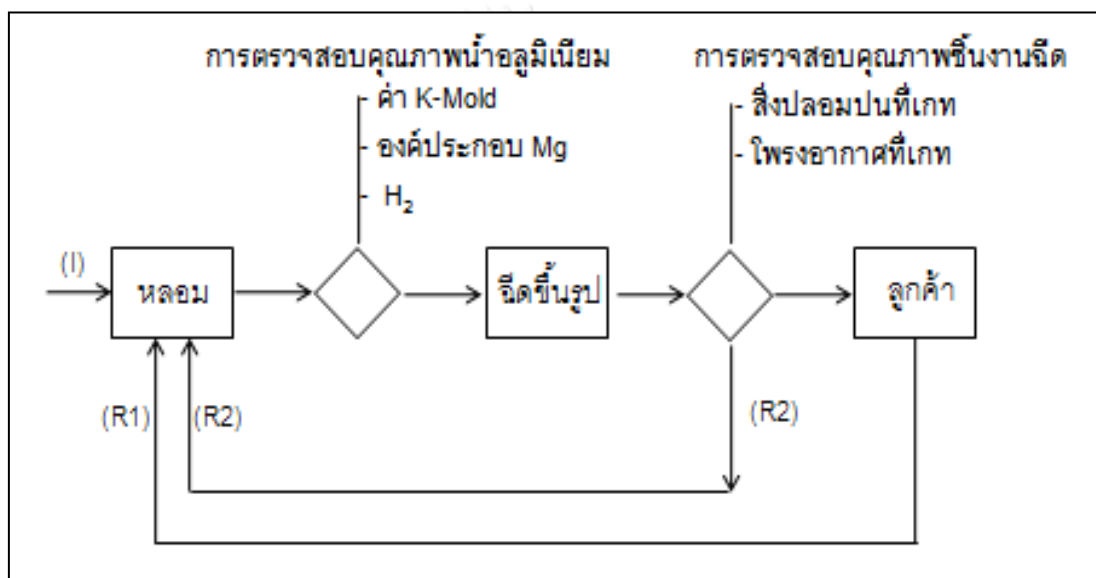 การตรวจสอบคุณภาพน้ำอลูมิเนียม
- ค่า K-Mold
- องค์ประกอบ Mg
- H₂
การตรวจสอบคุณภาพชิ้นงานฉีด
- สิ่งปลอมปนที่เกท
- โพรงอากาศที่เกท
(I)
หลอม
ฉีดขึ้นรูป
ลูกค้า
(R1)
(R2)
(R2)